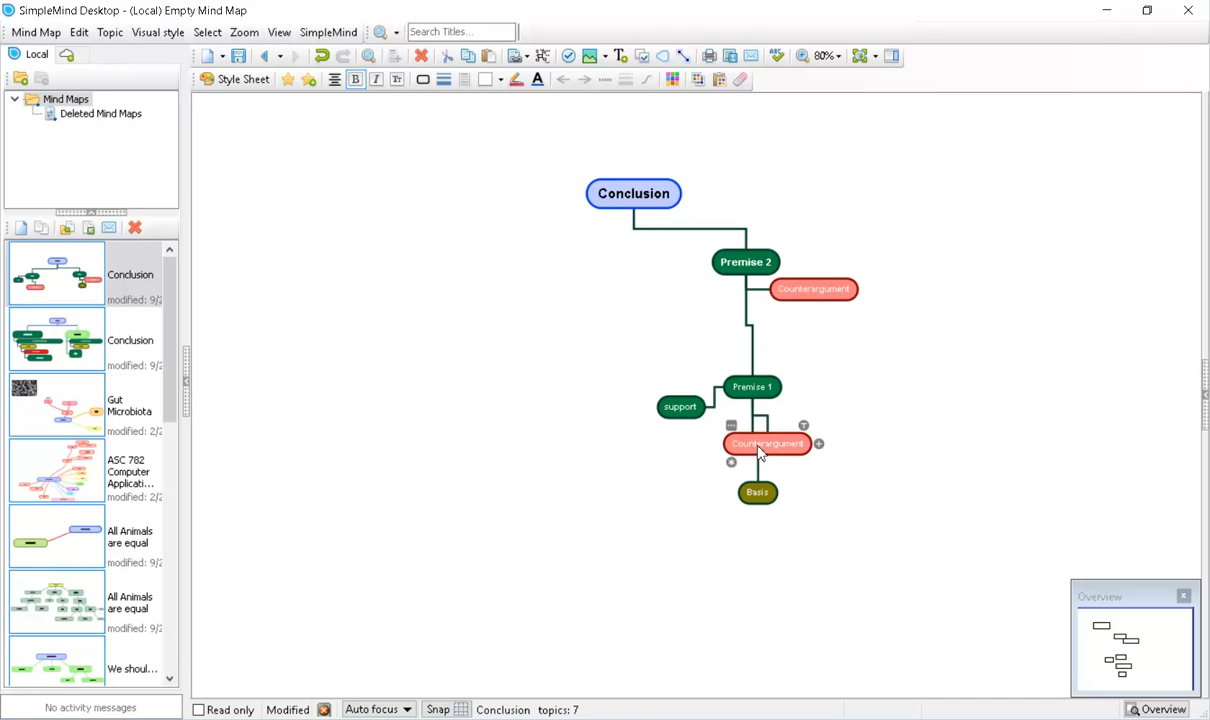 SimpleMind Desktop - (Local) Empty Mind Map
Mind Map Edit Topic Visual style Select Zoom View SimpleMind Search Titles...
Local
80%
Style Sheet
B I Tr A
Mind Maps
Deleted Mind Maps
Conclusion
modified: 9/2
Conclusion
modified: 9/2
Gut
Microbiota
modified: 2/2
ASC 782
Computer
Applicati...
modified: 2/2
All Animals
are equal
modified: 9/2
All Animals
are equal
modified: 9/2
We shoul...
No activity messages
Conclusion
Premise 2
Counterargument
Premise 1
support
Counterargument
Basis
Overview
Read only Modified Auto focus Snap Conclusion topics: 7 Overview